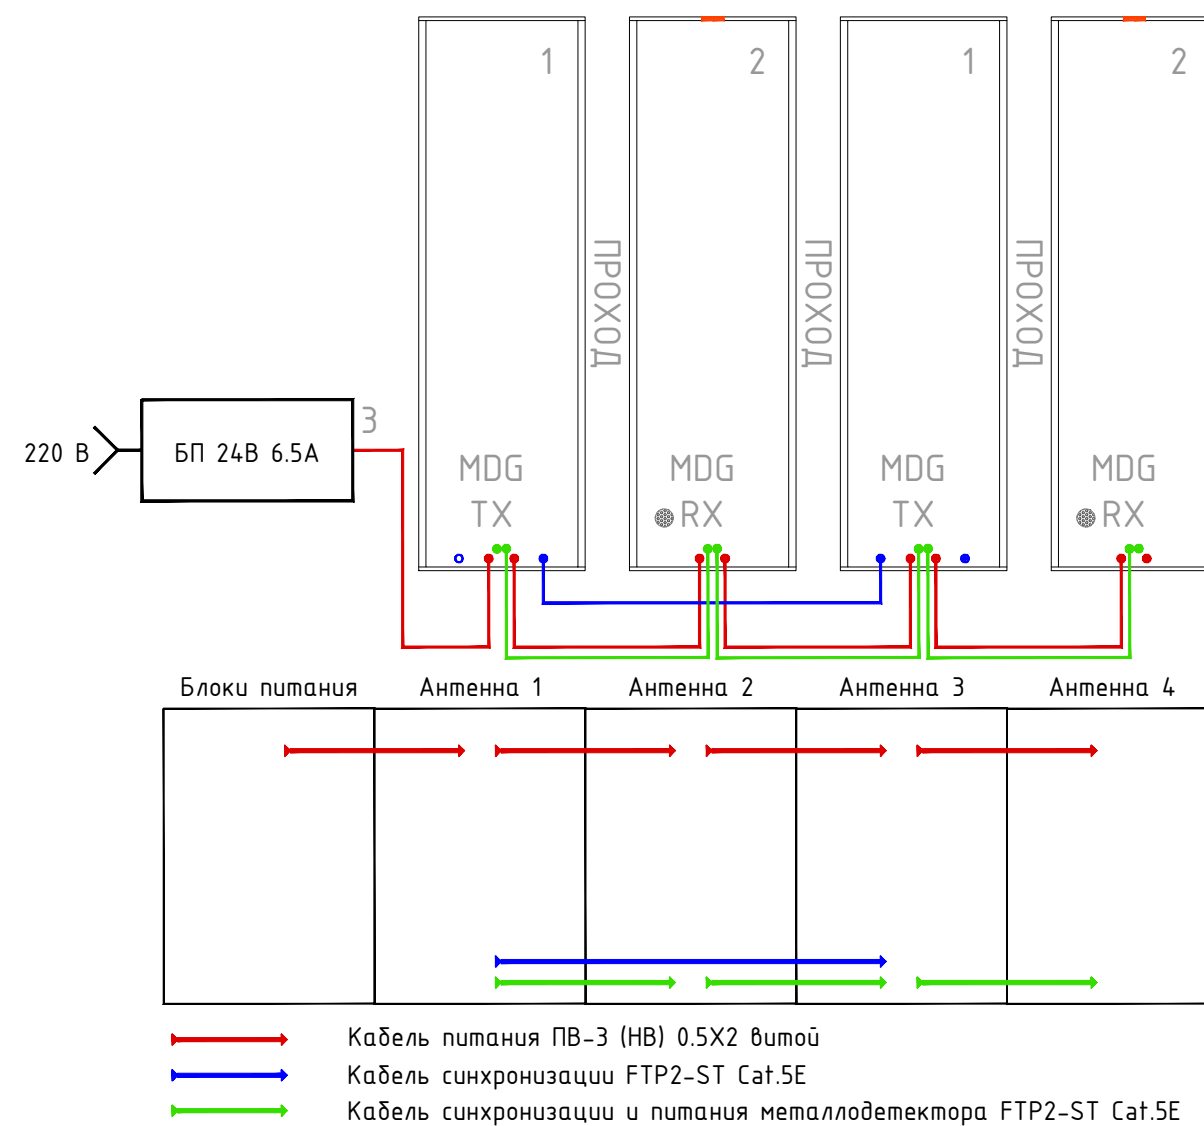 1
2
1
2
ПРОХОД
ПРОХОД
ПРОХОД
3
220 В
БП 24В 6.5А
MDG
TX
MDG
RX
MDG
TX
MDG
RX
Блоки питания
Антенна 1
Антенна 2
Антенна 3
Антенна 4
Кабель питания ПВ-3 (НВ) 0.5X2 витой
Кабель синхронизации FTP2-ST Cat.5E
Кабель синхронизации и питания металлодетектора FTP2-ST Cat.5E